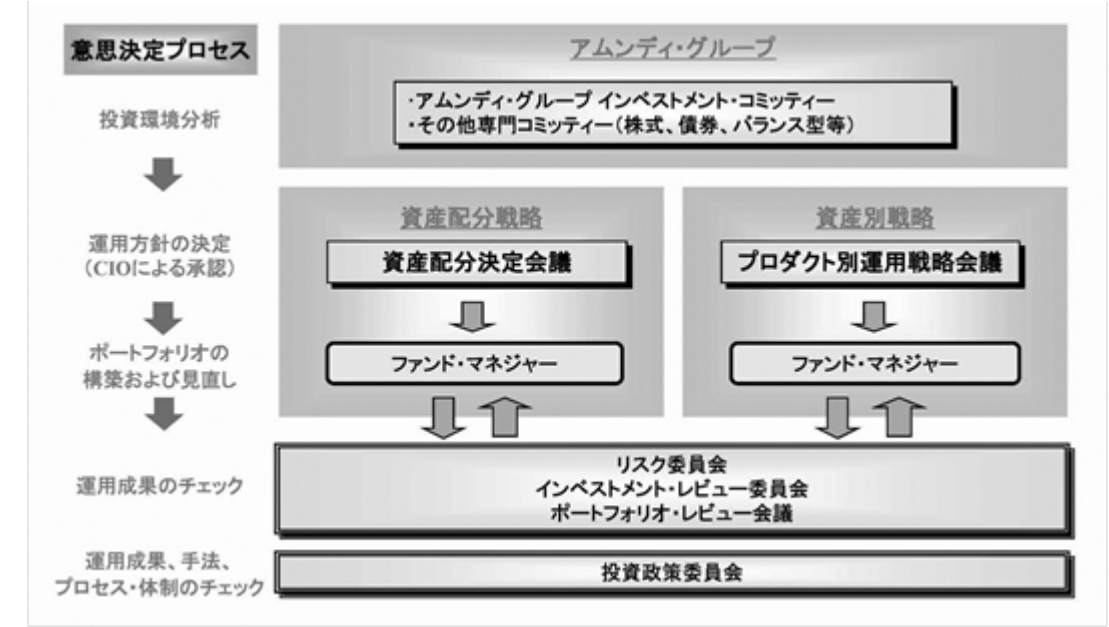 意思決定プロセス
アムンディ・グループ
・アムンディ・グループ インベストメント・コミッティー
・その他専門コミッティー(株式、債券、バランス型等)
投資環境分析
資産配分戦略
資産別戦略
運用方針の決定
(CIOによる承認)
資産配分決定会議
プロダクト別運用戦略会議
ポートフォリオの
構築および見直し
ファンド・マネジャー
ファンド・マネジャー
運用成果のチェック
リスク委員会
インベストメント・レビュー委員会
ポートフォリオ・レビュー会議
運用成果、手法、
プロセス・体制のチェック
投資政策委員会